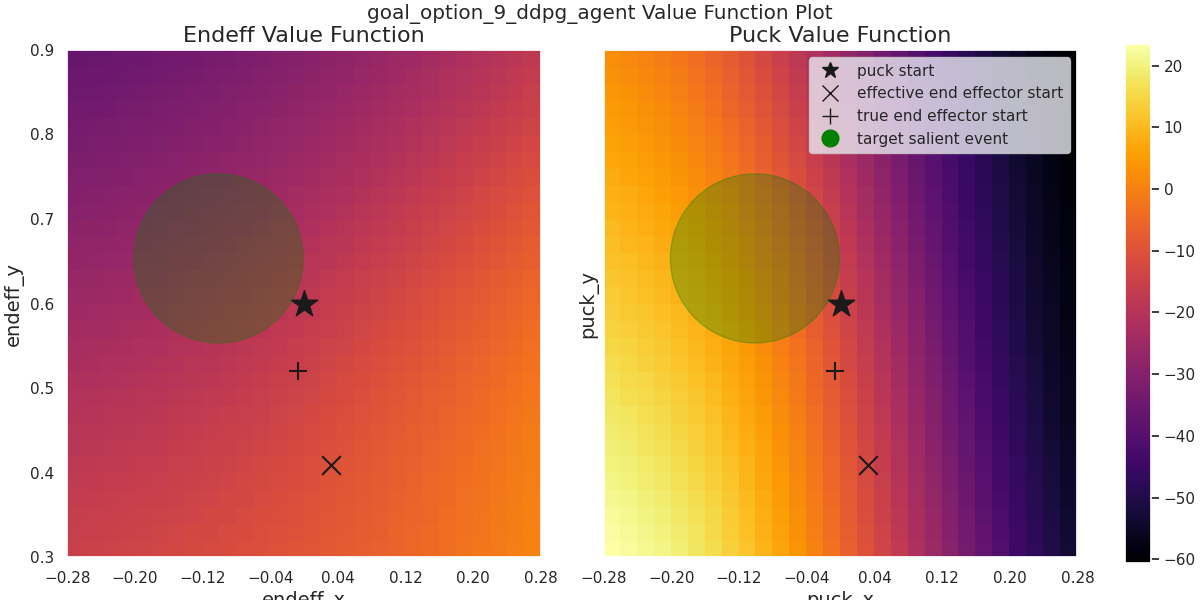 goal_option_9_ddpg_agent Value Function Plot
Endeff Value Function
Puck Value Function
0.9
0.8
0.7
0.6
0.5
0.4
0.3
endeff_y
−0.28 −0.20 −0.12 −0.04 0.04 0.12 0.20 0.28
endeff_x
puck_y
puck start
effective end effector start
true end effector start
target salient event
−0.28 −0.20 −0.12 −0.04 0.04 0.12 0.20 0.28
puck_x
20
10
0
−10
−20
−30
−40
−50
−60